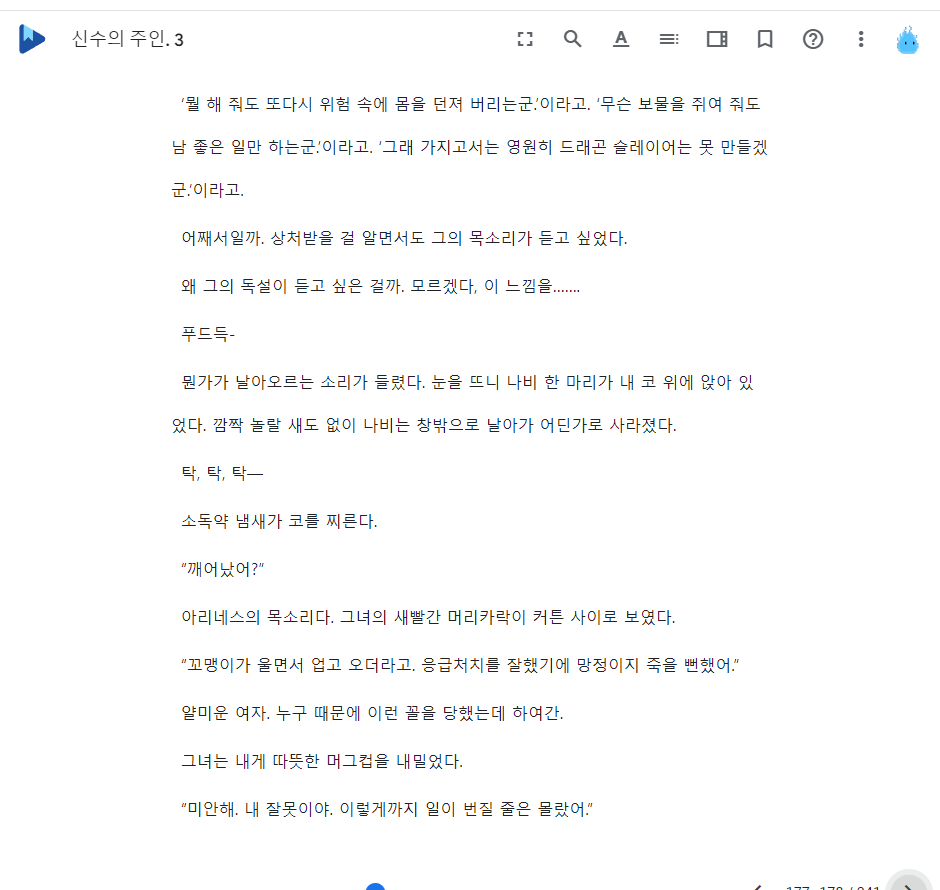 신수의 주인. 3
‘뭘 해 줘도 또다시 위험 속에 몸을 던져 버리는군.’이라고. ‘무슨 보물을 쥐여 줘도
남 좋은 일만 하는군.’이라고. ‘그래 가지고서는 영원히 드래곤 슬레이어는 못 만들겠
군.’이라고.
어째서일까. 상처받을 걸 알면서도 그의 목소리가 듣고 싶었다.
왜 그의 독설이 듣고 싶은 걸까. 모르겠다, 이 느낌을.......
푸드득-
뭔가가 날아오르는 소리가 들렸다. 눈을 뜨니 나비 한 마리가 내 코 위에 앉아 있
었다. 깜짝 놀랄 새도 없이 나비는 창밖으로 날아가 어딘가로 사라졌다.
탁, 탁, 탁—
소독약 냄새가 코를 찌른다.
“깨어났어?”
아리네스의 목소리다. 그녀의 새빨간 머리카락이 커튼 사이로 보였다.
“꼬맹이가 울면서 업고 오더라고. 응급처치를 잘했기에 망정이지 죽을 뻔했어.”
얄미운 여자. 누구 때문에 이런 꼴을 당했는데 하여간.
그녀는 내게 따뜻한 머그컵을 내밀었다.
“미안해. 내 잘못이야. 이렇게까지 일이 번질 줄은 몰랐어.”